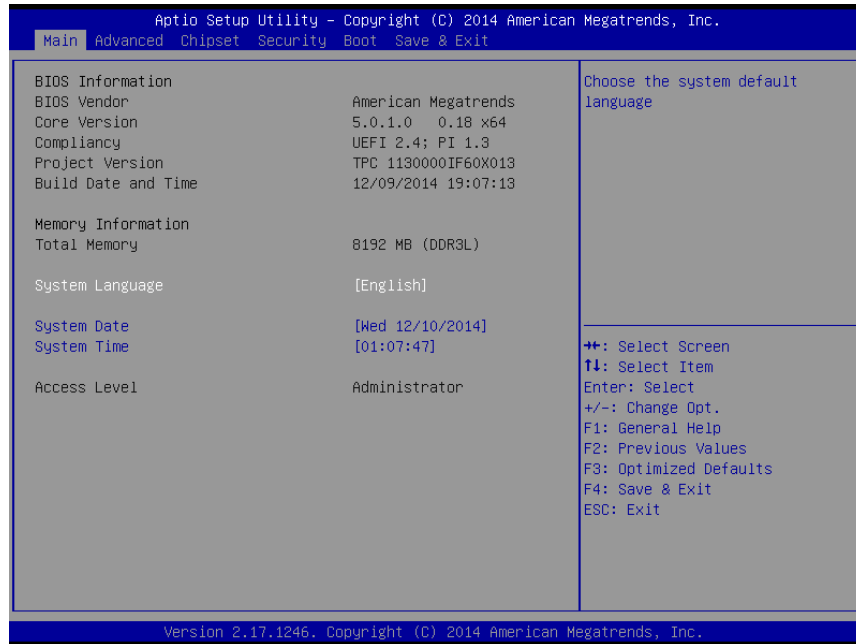 Aptio Setup Utility – Copyright (C) 2014 American Megatrends, Inc.
Main Advanced Chipset Security Boot Save & Exit
BIOS Information
BIOS Vendor American Megatrends
Core Version 5.0.1.0 0.18 x64
Compliancy UEFI 2.4; PI 1.3
Project Version TPC 1130000IF60X013
Build Date and Time 12/09/2014 19:07:13
Memory Information
Total Memory 8192 MB (DDR3L)
System Language [English]
System Date [Wed 12/10/2014]
System Time [01:07:47]
Access Level Administrator
Choose the system default
language
→←: Select Screen
↑↓: Select Item
Enter: Select
+/-: Change Opt.
F1: General Help
F2: Previous Values
F3: Optimized Defaults
F4: Save & Exit
ESC: Exit
Version 2.17.1246. Copyright (C) 2014 American Megatrends, Inc.